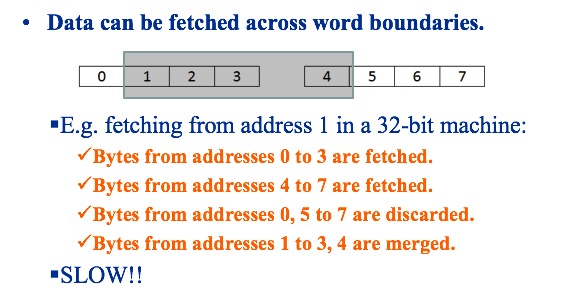 • Data can be fetched across word boundaries.
0 1 2 3 4 5 6 7
▪E.g. fetching from address 1 in a 32-bit machine:
✓Bytes from addresses 0 to 3 are fetched.
✓Bytes from addresses 4 to 7 are fetched.
✓Bytes from addresses 0, 5 to 7 are discarded.
✓Bytes from addresses 1 to 3, 4 are merged.
▪SLOW!!